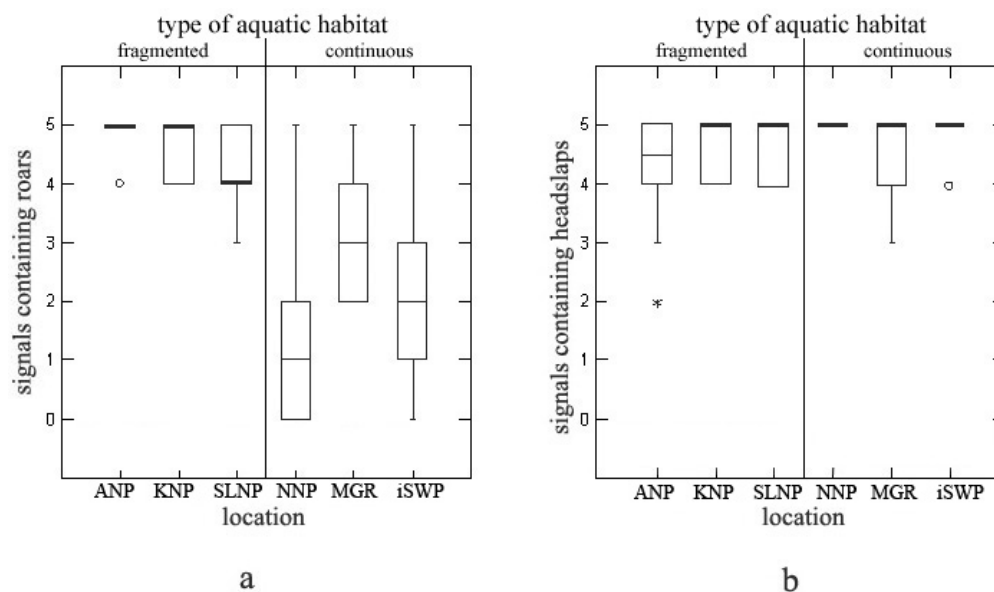 type of aquatic habitat
fragmented continuous
signals containing roars
5
4
3
2
1
0
ANP KNP SLNP NNP MGR iSWP
location
a
type of aquatic habitat
fragmented continuous
signals containing headslaps
5
4
3
2
1
0
ANP KNP SLNP NNP MGR iSWP
location
b